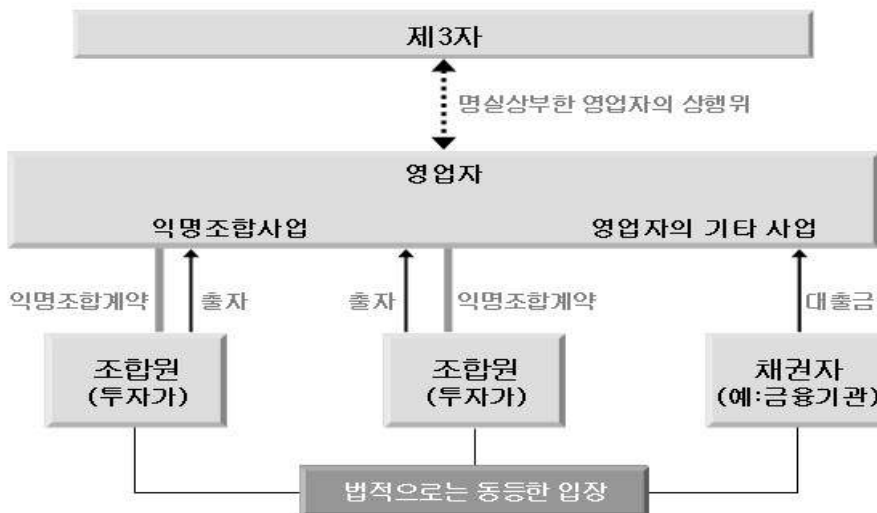 제3자
명실상부한 영업자의 상행위
영업자
익명조합사업 영업자의 기타 사업
익명조합계약 출자 출자 익명조합계약 대출금
조합원 조합원 채권자
(투자가) (투자가) (예:금융기관)
법적으로는 동등한 입장